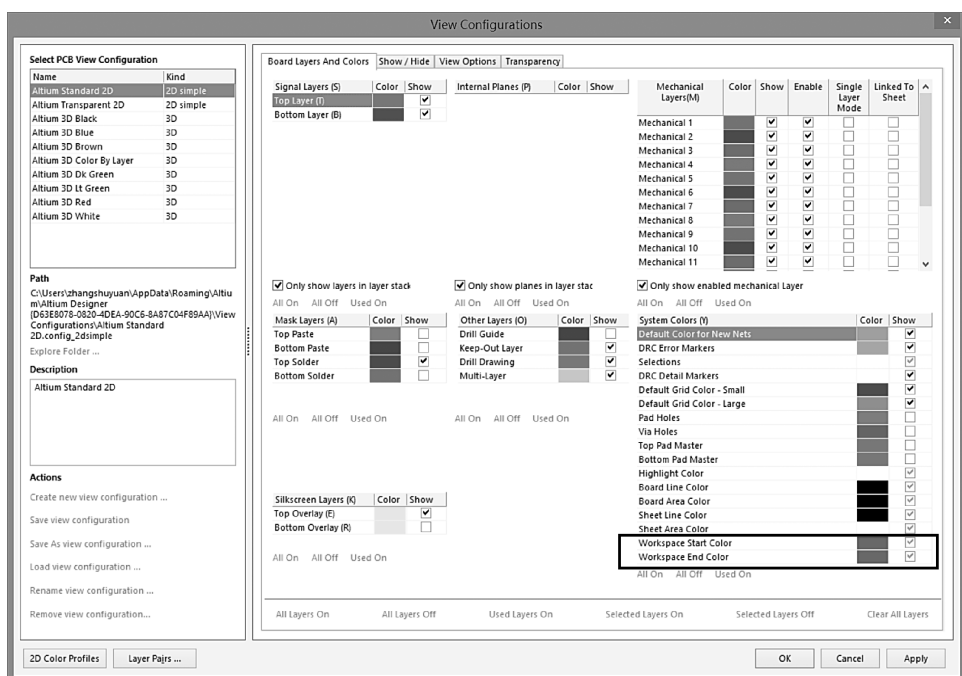 View Configurations
Select PCB View Configuration
Name Kind
Altium Standard 2D 2D simple
Altium Transparent 2D 2D simple
Altium 3D Black 3D
Altium 3D Blue 3D
Altium 3D Brown 3D
Altium 3D Color By Layer 3D
Altium 3D Dk Green 3D
Altium 3D Lt Green 3D
Altium 3D Red 3D
Altium 3D White 3D
Path
C:\Users\zhangshuyuan\AppData\Roaming\Altiu
m\Altium Designer
{D63E8078-0820-4DEA-90C6-8A87C04F89AA}\View
Configurations\Altium Standard
2D.config_2dsimple
Explore Folder ...
Description
Altium Standard 2D
Actions
Create new view configuration ...
Save view configuration
Save As view configuration ...
Load view configuration ...
Rename view configuration ...
Remove view configuration...
Board Layers And Colors Show / Hide View Options Transparency
Signal Layers (S) Color Show
Top Layer (T)
Bottom Layer (B)
Only show layers in layer stack
All On All Off Used On
Internal Planes (P) Color Show
Only show planes in layer stac
All On All Off Used On
Mechanical Layers(M) Color Show Enable Single Layer Mode Linked To Sheet
Mechanical 1
Mechanical 2
Mechanical 3
Mechanical 4
Mechanical 5
Mechanical 6
Mechanical 7
Mechanical 8
Mechanical 9
Mechanical 10
Mechanical 11
Only show enabled mechanical Layer
All On All Off Used On
Mask Layers (A) Color Show
Top Paste
Bottom Paste
Top Solder
Bottom Solder
All On All Off Used On
Other Layers (O) Color Show
Drill Guide
Keep-Out Layer
Drill Drawing
Multi-Layer
All On All Off Used On
System Colors (Y) Color Show
Default Color for New Nets
DRC Error Markers
Selections
DRC Detail Markers
Default Grid Color - Small
Default Grid Color - Large
Pad Holes
Via Holes
Top Pad Master
Bottom Pad Master
Highlight Color
Board Line Color
Board Area Color
Sheet Line Color
Sheet Area Color
Workspace Start Color
Workspace End Color
All On All Off Used On
Silkscreen Layers (K) Color Show
Top Overlay (E)
Bottom Overlay (R)
All On All Off Used On
All Layers On All Layers Off Used Layers On Selected Layers On Selected Layers Off Clear All Layers
2D Color Profiles Layer Pairs ... OK Cancel Apply